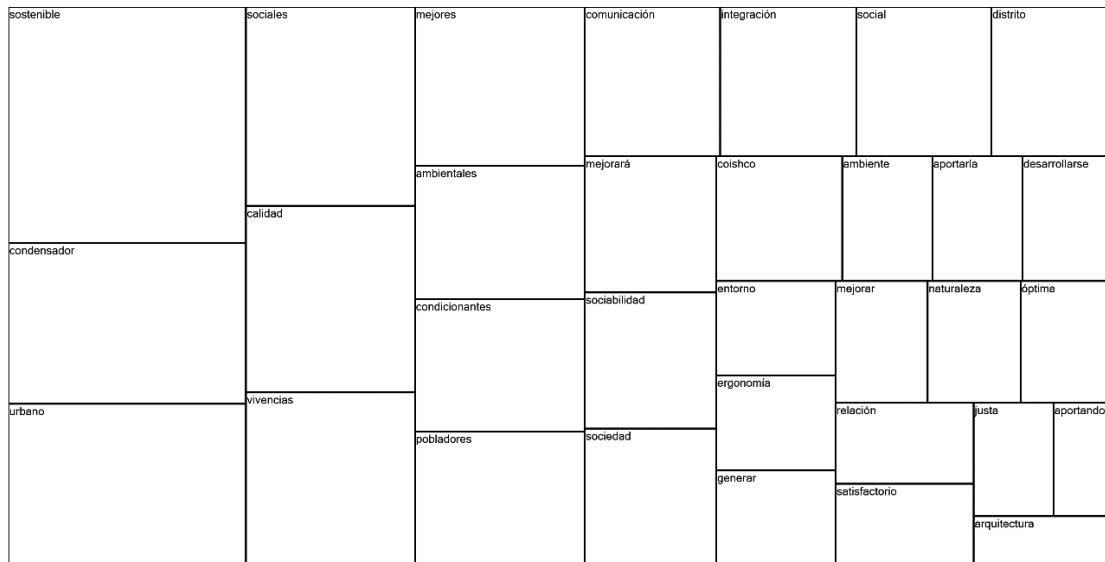 sostenible
condensador
urbano
sociales
calidad
vivencias
mejores
ambientales
condicionantes
pobladores
comunicación
integración
social
distrito
mejorará
sociabilidad
sociedad
coishco
ambiente
aportaría
desarrollarse
entorno
ergonomía
generar
mejorar
naturaleza
óptima
relación
satisfactorio
justa
aportando
arquitectura